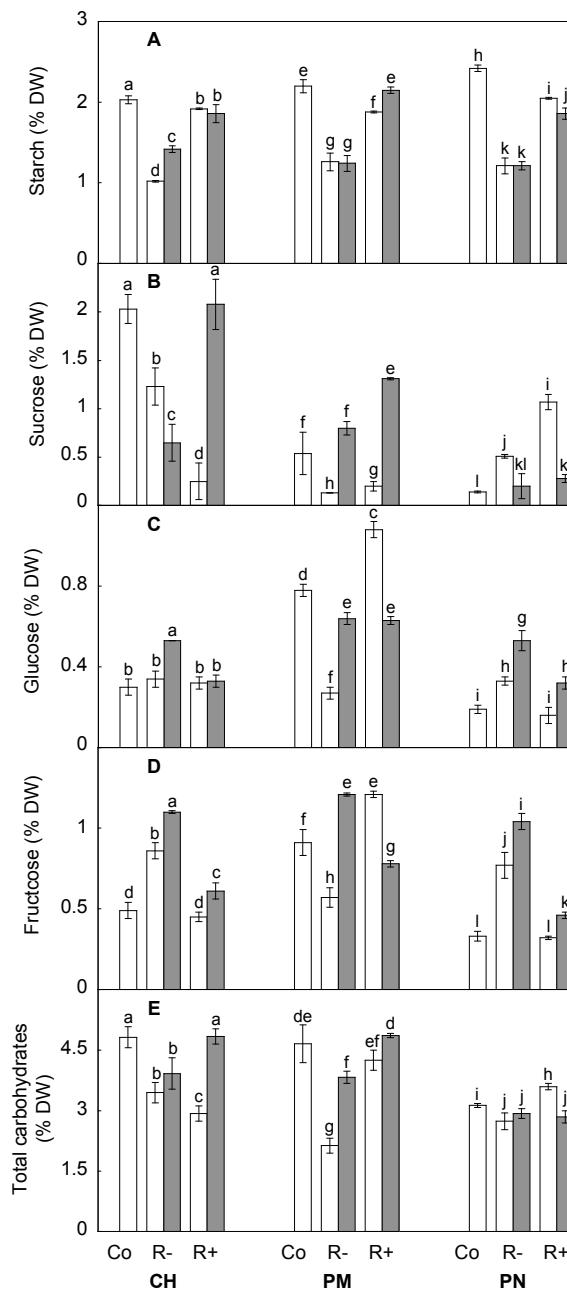 A
Starch (% DW)
3
2
1
0
a d c b b e g g f e h k k i j
B
Sucrose (% DW)
2
1.5
1
0.5
0
a b c d a f h f g e l j kl i k
C
Glucose (% DW)
0.8
0.4
0
b b a b b d f e c e i h g i h
D
Fructcose (% DW)
1
0.5
0
d b a d c f h e e g l j i l k
E
Total carbohydrates
(% DW)
4.5
3
1.5
0
a b b c a de g f ef d i j j h j
Co R- R+ Co R- R+ Co R- R+
CH PM PN